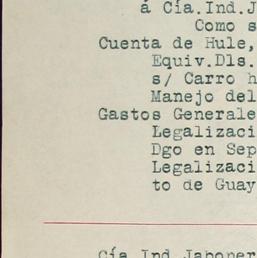 á Cía.Ind.J
Como s
Cuenta de Hule,
Equiv.Dls.
s/ Carro h
Manejo del
Gastos Generale
Legalizaci
Dgo en Sep
Legalizaci
to de Guay
Cía Ind Jaboner